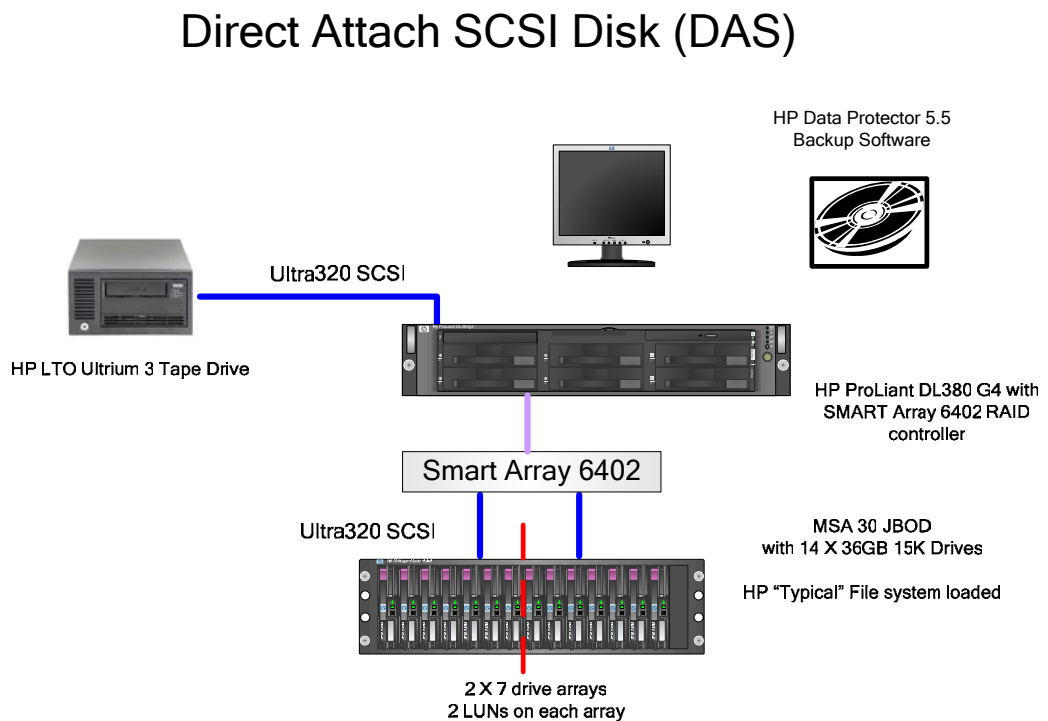 Direct Attach SCSI Disk (DAS)
HP Data Protector 5.5
Backup Software
Ultra320 SCSI
HP LTO Ultrium 3 Tape Drive
HP ProLiant DL380 G4 with
SMART Array 6402 RAID
controller
Smart Array 6402
Ultra320 SCSI
MSA 30 JBOD
with 14 X 36GB 15K Drives
HP “Typical” File system loaded
2 X 7 drive arrays
2 LUNs on each array